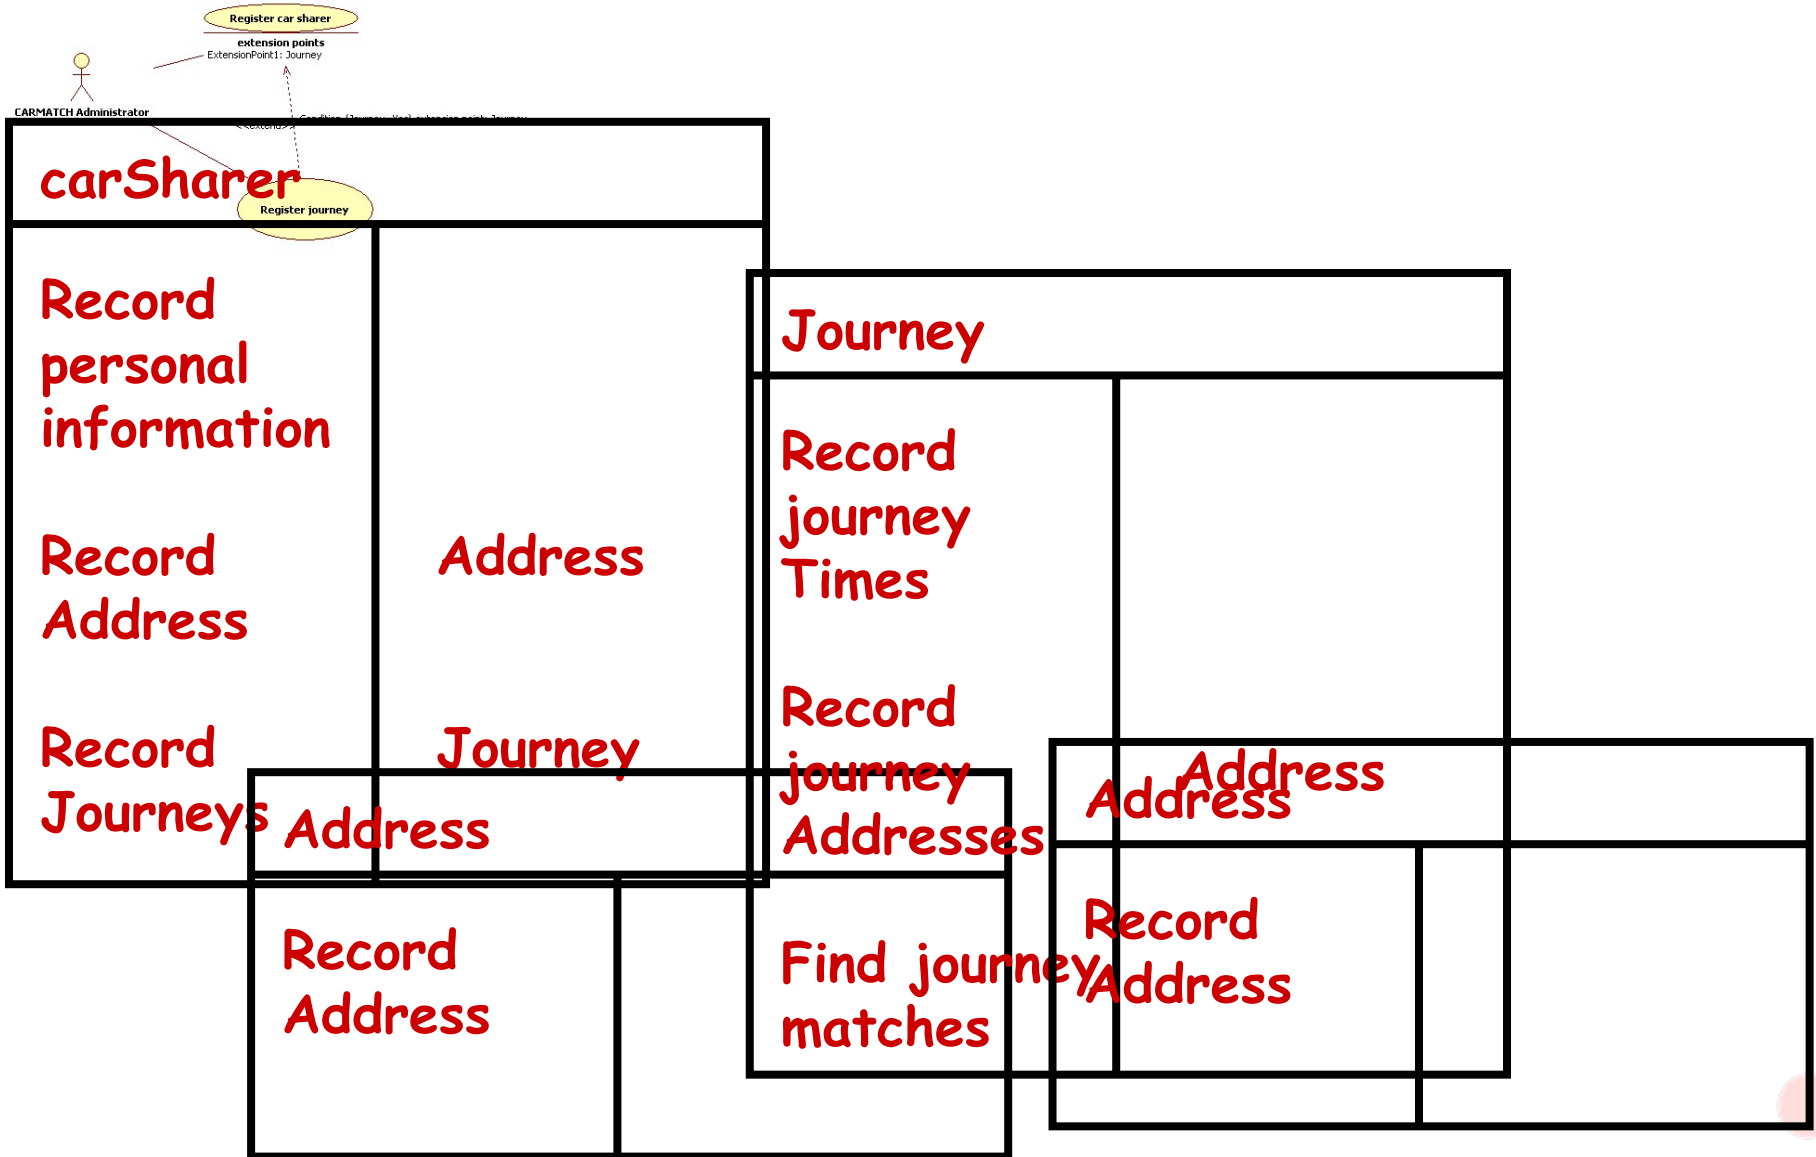 Register car sharer
extension points
ExtensionPoint1: Journey
CARMATCH Administrator
<<extend>>
carSharer
Register journey
Record
personal
information
Record
Address
Address
Record
Journeys
Journey
Journey
Record
journey
Times
Record
journey
Addresses
Address
Find journey
matches
Address
Record
Address
Address
Record
Address